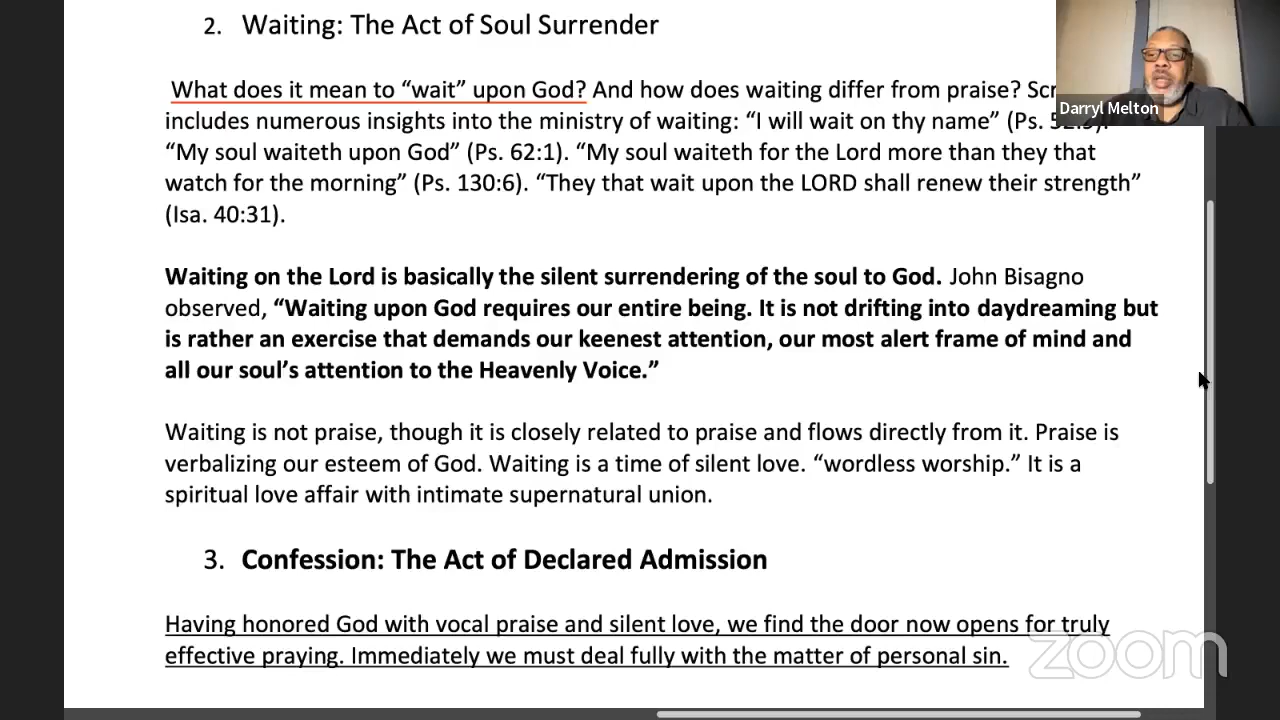 2. Waiting: The Act of Soul Surrender
What does it mean to “wait” upon God? And how does waiting differ from praise?
includes numerous insights into the ministry of waiting: “I will wait on thy name” (Ps.
“My soul waiteth upon God” (Ps. 62:1). “My soul waiteth for the Lord more than they that
watch for the morning” (Ps. 130:6). “They that wait upon the LORD shall renew their strength”
(Isa. 40:31).
Waiting on the Lord is basically the silent surrendering of the soul to God. John Bisagno
observed, “Waiting upon God requires our entire being. It is not drifting into daydreaming but
is rather an exercise that demands our keenest attention, our most alert frame of mind and
all our soul’s attention to the Heavenly Voice.”
Waiting is not praise, though it is closely related to praise and flows directly from it. Praise is
verbalizing our esteem of God. Waiting is a time of silent love. “wordless worship.” It is a
spiritual love affair with intimate supernatural union.
3. Confession: The Act of Declared Admission
Having honored God with vocal praise and silent love, we find the door now opens for truly
effective praying. Immediately we must deal fully with the matter of personal sin.
Darryl Melton
zoom